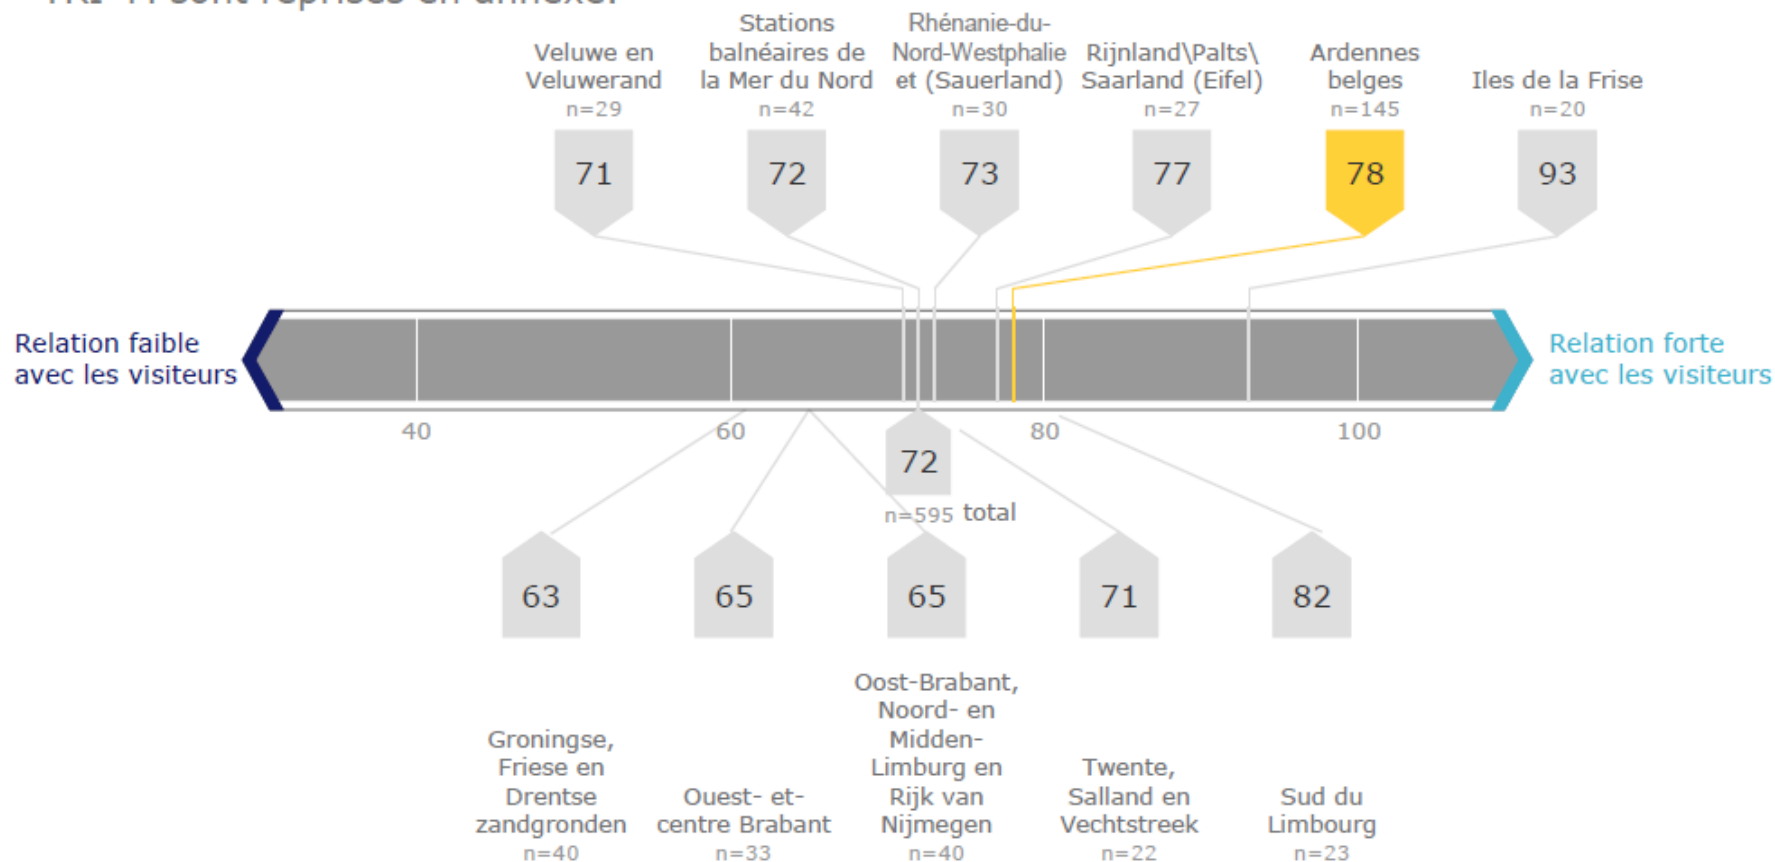 sont reprises en annexe.
Veluwe en
Veluwerand
n=29
71
Stations
balnéaires de
la Mer du Nord
n=42
72
Rhénanie-du-
Nord-Westphalie
et (Sauerland)
n=30
73
Rijnland\Palts\
Saarland (Eifel)
n=27
77
Ardennes
belges
n=145
78
Iles de la Frise
n=20
93
Relation faible
avec les visiteurs
Relation forte
avec les visiteurs
40
60
80
100
72
n=595 total
63
65
65
71
82
Groningse,
Friese en
Drentse
zandgronden
n=40
Ouest- et-
centre Brabant
n=33
Oost-Brabant,
Noord- en
Midden-
Limburg en
Rijk van
Nijmegen
n=40
Twente,
Salland en
Vechtstreek
n=22
Sud du
Limbourg
n=23